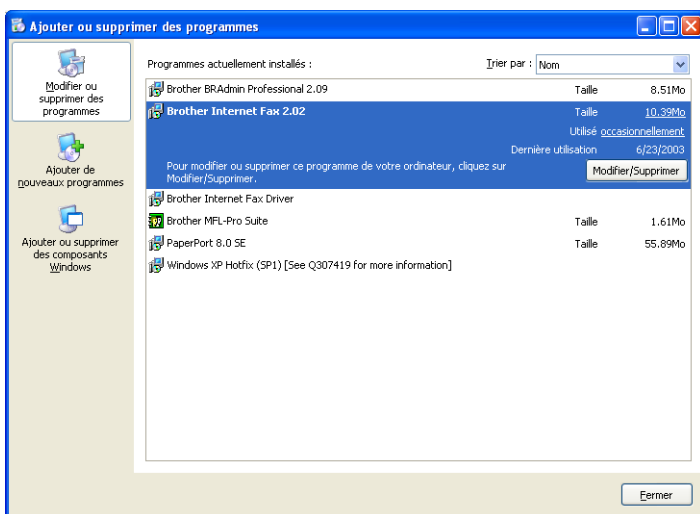 Ajouter ou supprimer des programmes
Modifier ou
supprimer des
programmes
Ajouter de
nouveaux programmes
Ajouter ou supprimer
des composants
Windows
Programmes actuellement installés :
Trier par : Nom
Brother BRAdmin Professional 2.09 Taille 8.51Mo
Brother Internet Fax 2.02 Taille 10.39Mo
Utilisé occasionnellement
Dernière utilisation 6/23/2003
Pour modifier ou supprimer ce programme de votre ordinateur, cliquez sur
Modifier/Supprimer.
Modifier/Supprimer
Brother Internet Fax Driver
Brother MFL-Pro Suite Taille 1.61Mo
PaperPort 8.0 SE Taille 55.89Mo
Windows XP Hotfix (SP1) [See Q307419 for more information]
Fermer